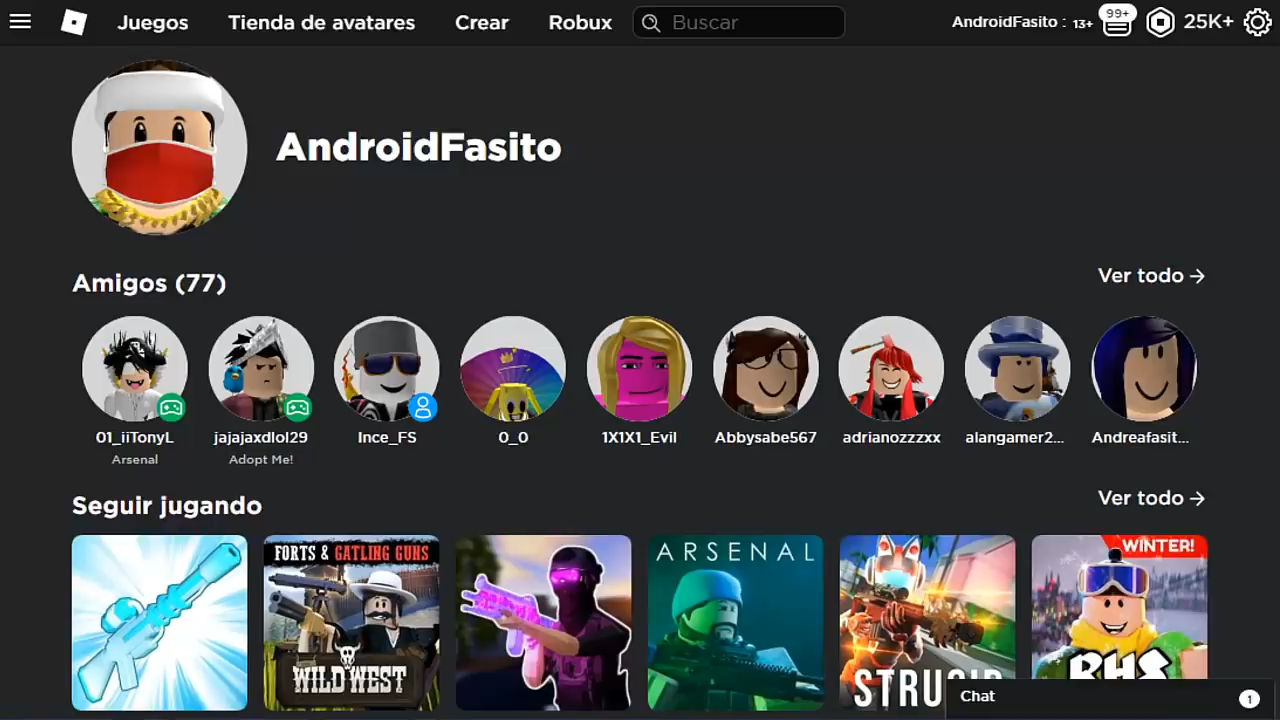 Juegos Tienda de avatares Crear Robux Buscar AndroidFasito : 13+ 99+ 25K+
AndroidFasito
Amigos (77) Ver todo →
01_iiTonyL jajajaxdlol29 Ince_FS 0_0 1X1X1_Evil Abbysabe567 adrianozzzxx alangamer2... Andreafasit...
Arsenal Adopt Me!
Seguir jugando Ver todo →
FORTS & GATLING GUNS ARSENAL WINTER!
WILD WEST STRUC RHS
Chat 1